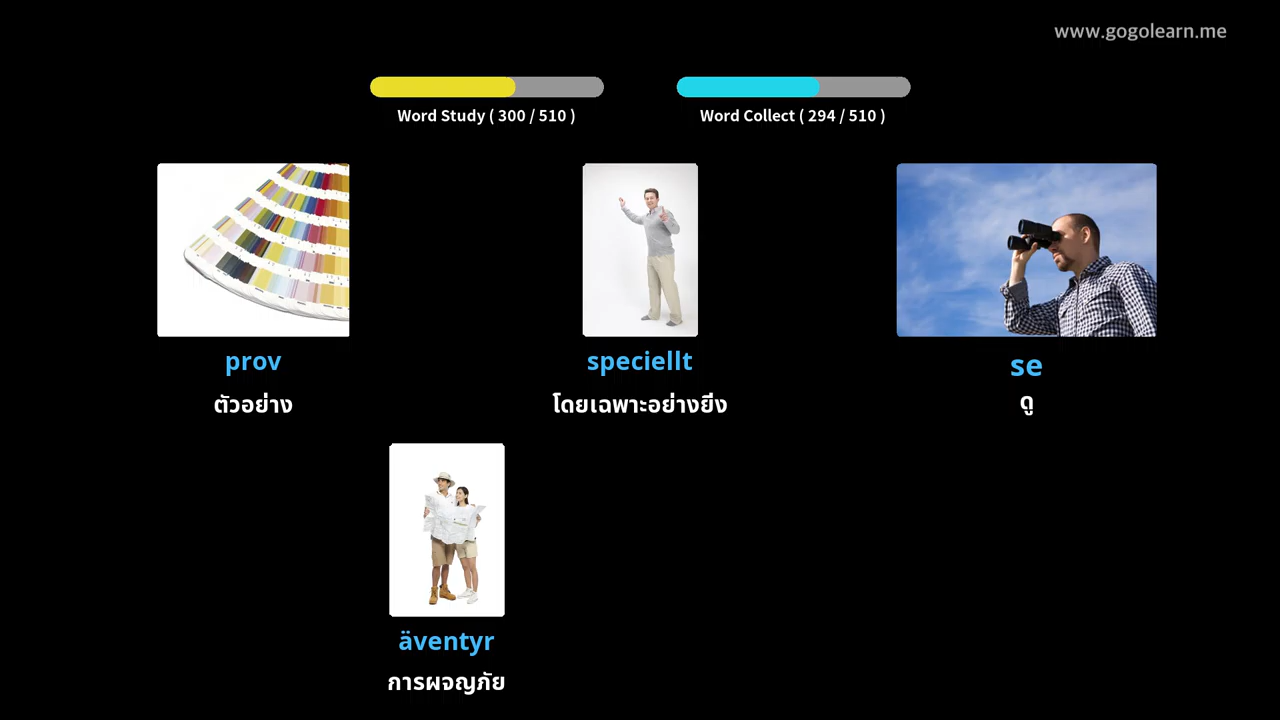 www.gogolearn.me
Word Study ( 300 / 510 )
Word Collect ( 294 / 510 )
prov
ตัวอย่าง
speciellt
โดยเฉพาะอย่างยิ่ง
se
ดู
äventyr
การผจญภัย